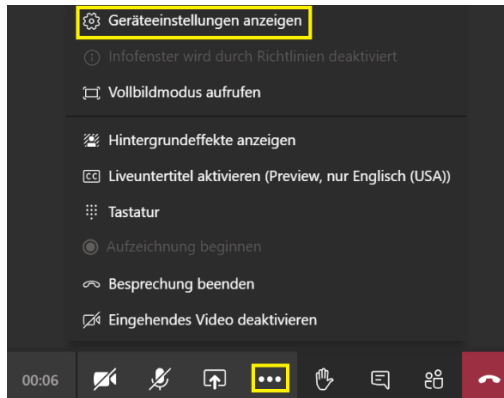 Geräteeinstellungen anzeigen
Infofenster wird durch Richtlinien deaktiviert
Vollbildmodus aufrufen
Hintergrundeffekte anzeigen
CC Liveuntertitel aktivieren (Preview, nur Englisch (USA))
Tastatur
Aufzeichnung beginnen
Besprechung beenden
Eingehendes Video deaktivieren
00:06